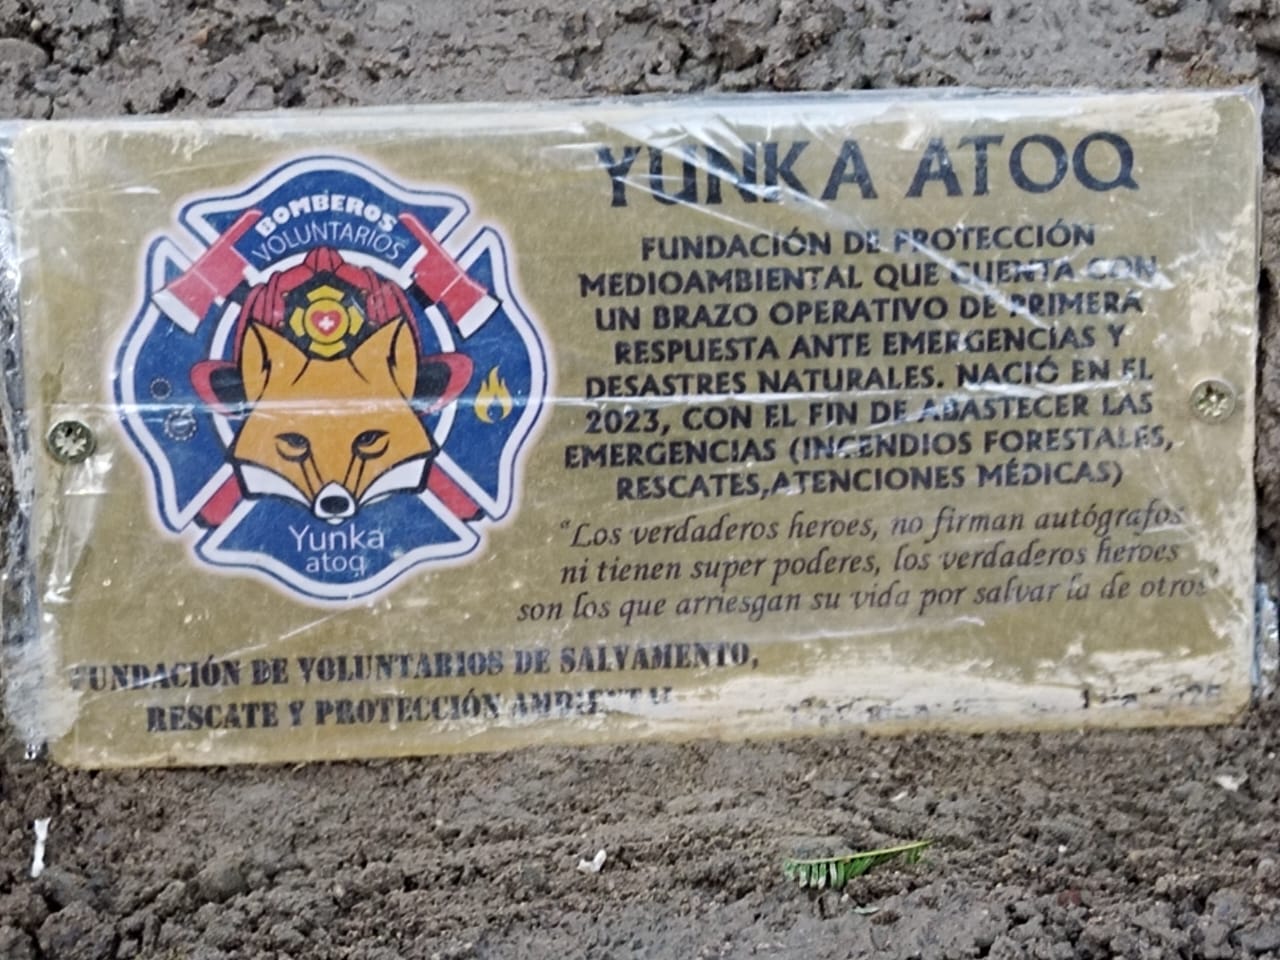 BOMBEROS
VOLUNTARIOS
Yunka
atoq
YUNKA ATOQ
FUNDACIÓN DE PROTECCIÓN
MEDIOAMBIENTAL QUE CUENTA CON
UN BRAZO OPERATIVO DE PRIMERA
RESPUESTA ANTE EMERGENCIAS Y
DESASTRES NATURALES. NACIÓ EN EL
2023, CON EL FIN DE ABASTECER LAS
EMERGENCIAS (INCENDIOS FORESTALES,
RESCATES,ATENCIONES MÉDICAS)
"Los verdaderos heroes, no firman autógrafos
ni tienen super poderes, los verdaderos heroes
son los que arriesgan su vida por salvar la de otros
FUNDACIÓN DE VOLUNTARIOS DE SALVAMENTO,
RESCATE Y PROTECCIÓN AMBIENTAL